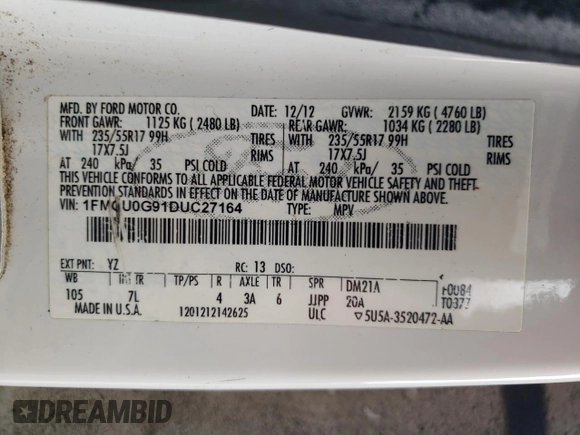 MFD. BY FORD MOTOR CO. DATE: 12/12 GVWR: 2159 KG ( 4760 LB)
FRONT GAWR: 1125 KG ( 2480 LB) REAR GAWR: 1034 KG ( 2280 LB)
WITH 235/55R17 99H TIRES WITH 235/55R17 99H TIRES
17X7.5J RIMS 17X7.5J RIMS
AT 240 kPa/ 35 PSI COLD AT 240 kPa/ 35 PSI COLD
THIS VEHICLE CONFORMS TO ALL APPLICABLE FEDERAL MOTOR VEHICLE SAFETY AND THEFT
PREVENTION STANDARDS IN EFFECT ON THE DATE OF MANUFACTURE SHOWN ABOVE.
VIN: 1FMCU0G91DUC27164 TYPE: MPV
EXT PNT: YZ RC: 13 DSO:
WB INT TR TP/PS R AXLE TR SPR DM21A F0084
105 7L 4 3A 6 JJPP 20A T0377
MADE IN U.S.A. 1201212142625 ULC ▽5U5A-3520472-AA
DREAMBID